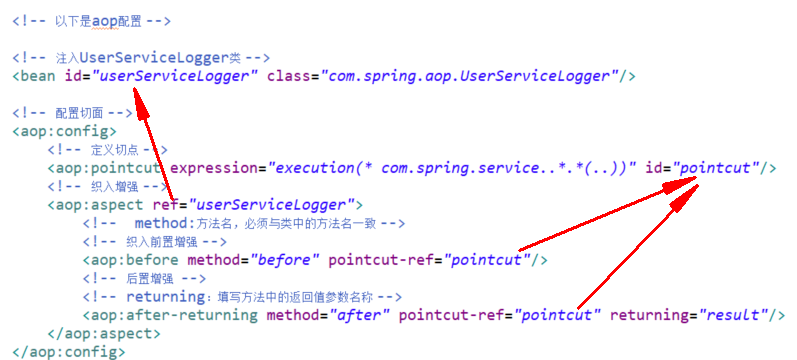 <!-- 以下是aop配置 -->
<!-- 注入UserServiceLogger类 -->
<bean id="userServiceLogger" class="com.spring.aop.UserServiceLogger"/>
<!-- 配置切面 -->
<aop:config>
<!-- 定义切点 -->
<aop:pointcut expression="execution(* com.spring.service..*.*(..))" id="pointcut"/>
<!-- 织入增强 -->
<aop:aspect ref="userServiceLogger">
<!-- method:方法名，必须与类中的方法名一致 -->
<!-- 织入前置增强 -->
<aop:before method="before" pointcut-ref="pointcut"/>
<!-- 后置增强 -->
<!-- returning：填写方法中的返回值参数名称 -->
<aop:after-returning method="after" pointcut-ref="pointcut" returning="result"/>
</aop:aspect>
</aop:config>